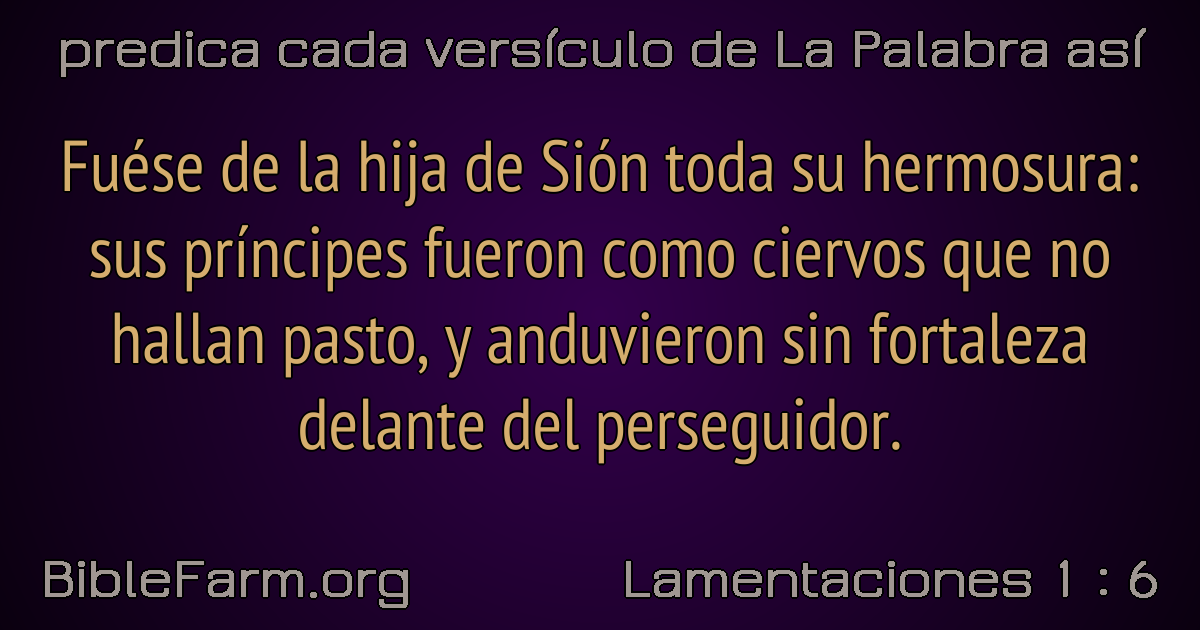 predica cada versículo de La Palabra así
Fuése de la hija de Sión toda su hermosura:
sus príncipes fueron como ciervos que no
hallan pasto, y anduvieron sin fortaleza
delante del perseguidor.
BibleFarm.org
Lamentaciones 1 : 6